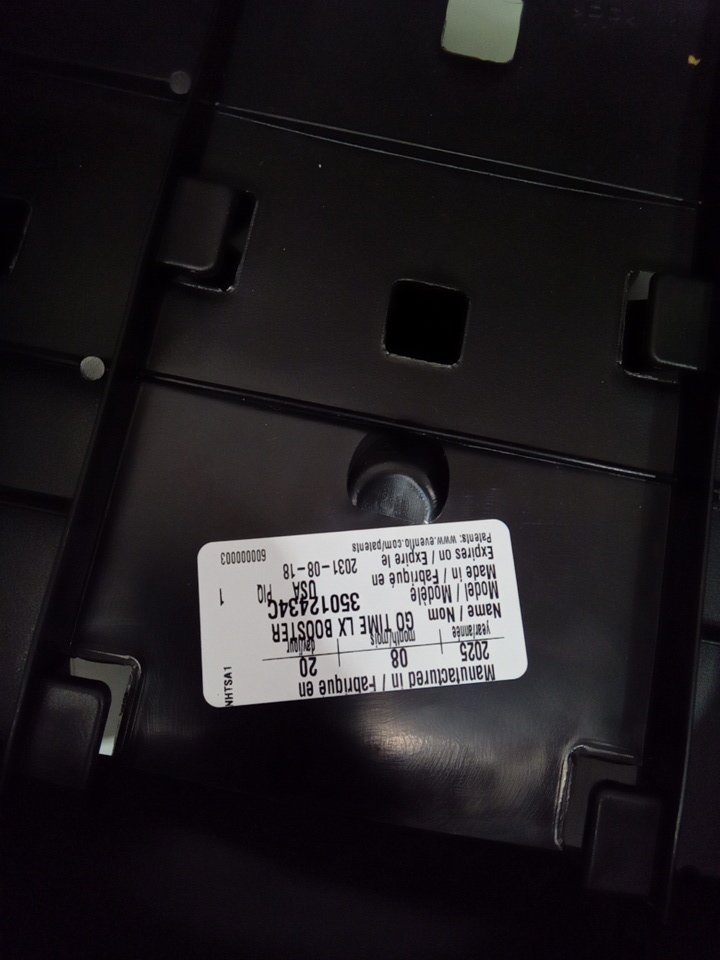 Manufactured in / Fabriqué en
2025 08 20
year/année month/mois day/jour
Name / Nom GO TIME LX BOOSTER
Model / Modèle 35012434C
Made in / Fabriqué en USA PIQ 1
Expires on / Expire le 2031-08-18
Patents: www.evenflo.com/patents 600000003
NHTSA1